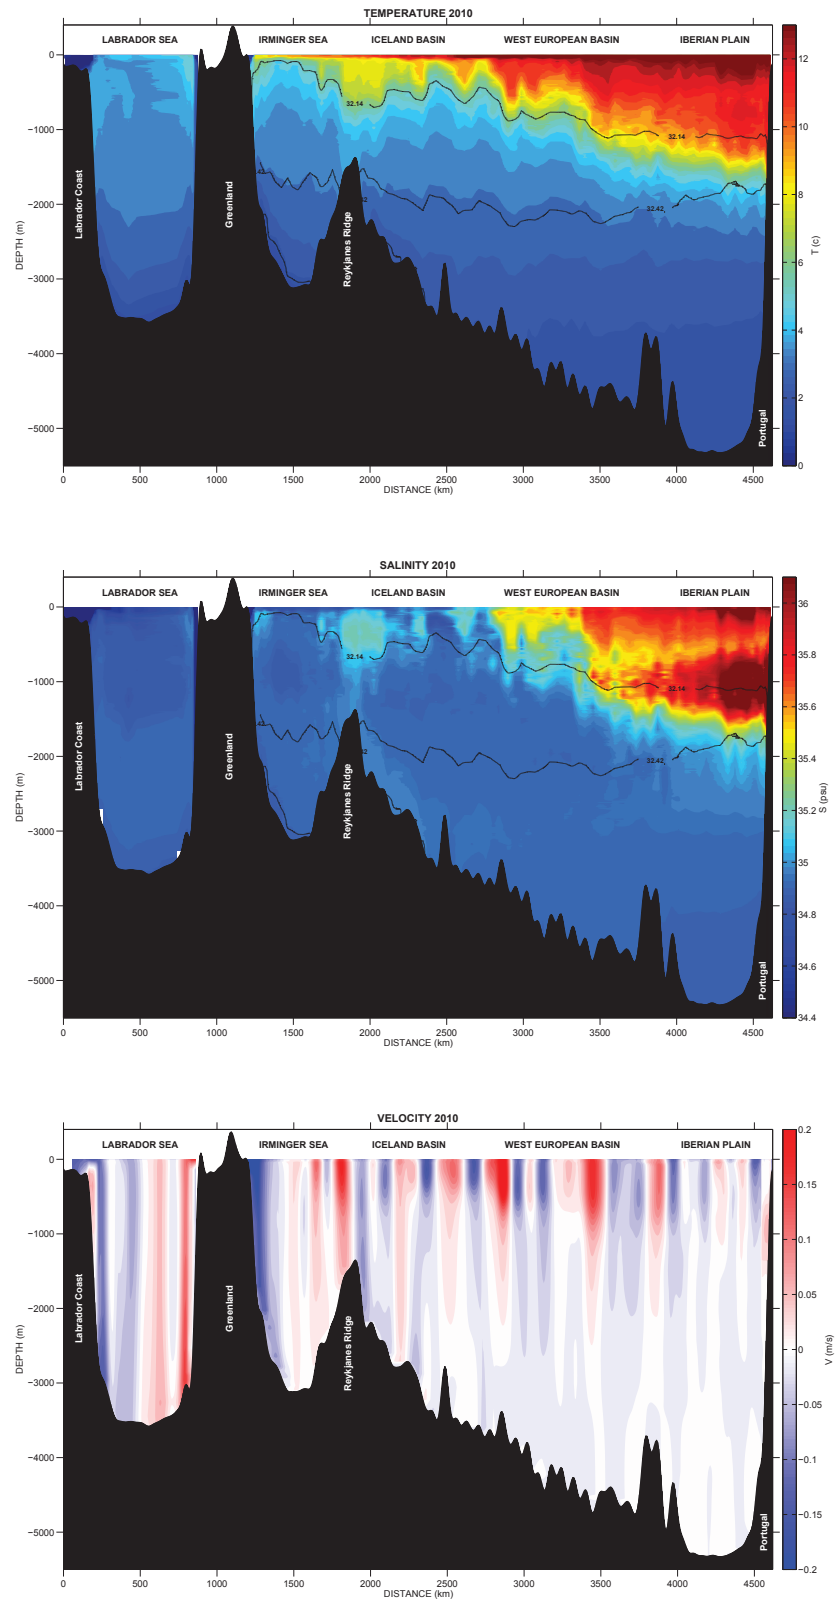 TEMPERATURE 2010
LABRADOR SEA IRMINGER SEA ICELAND BASIN WEST EUROPEAN BASIN IBERIAN PLAIN
0
−1000
−2000
−3000
−4000
−5000
DEPTH (m)
Labrador Coast
Greenland
Reykjanes Ridge
Portugal
32.14
32.14
32.42
0 500 1000 1500 2000 2500 3000 3500 4000 4500
DISTANCE (km)
12
10
8
6
4
2
0
T (c)
SALINITY 2010
LABRADOR SEA IRMINGER SEA ICELAND BASIN WEST EUROPEAN BASIN IBERIAN PLAIN
0
−1000
−2000
−3000
−4000
−5000
DEPTH (m)
Labrador Coast
Greenland
Reykjanes Ridge
Portugal
32.14
32.14
32.42
0 500 1000 1500 2000 2500 3000 3500 4000 4500
DISTANCE (km)
36
35.8
35.6
35.4
35.2
35
34.8
34.6
34.4
S (psu)
VELOCITY 2010
LABRADOR SEA IRMINGER SEA ICELAND BASIN WEST EUROPEAN BASIN IBERIAN PLAIN
0
−1000
−2000
−3000
−4000
−5000
DEPTH (m)
Labrador Coast
Greenland
Reykjanes Ridge
Portugal
0 500 1000 1500 2000 2500 3000 3500 4000 4500
DISTANCE (km)
0.2
0.15
0.1
0.05
0
−0.05
−0.1
−0.15
−0.2
V (m/s)